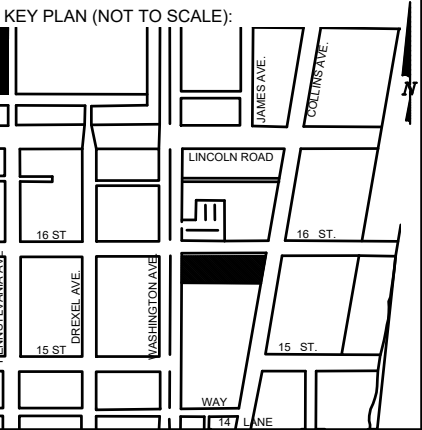 KEY PLAN (NOT TO SCALE):
JAMES AVE.
COLLINS AVE.
N
LINCOLN ROAD
16 ST
16 ST.
DREXEL AVE.
WASHINGTON AVE
15 ST
15 ST.
WAY
14 LANE